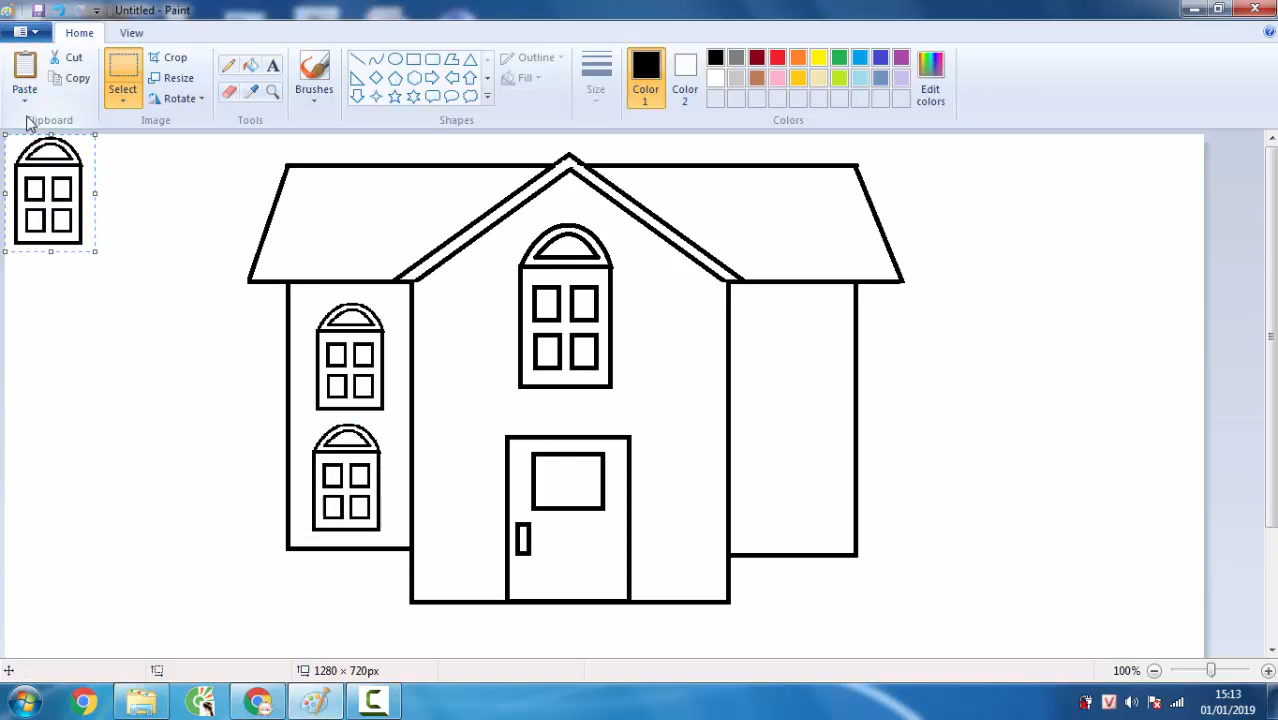 Untitled - Paint
Home View
Paste
Cut
Copy
Clipboard
Select
Crop
Resize
Rotate
Image
Tools
Brushes
Outline
Fill
Shapes
Size
Color 1
Color 2
Edit colors
Colors
1280 × 720px
100%
15:13
01/01/2019